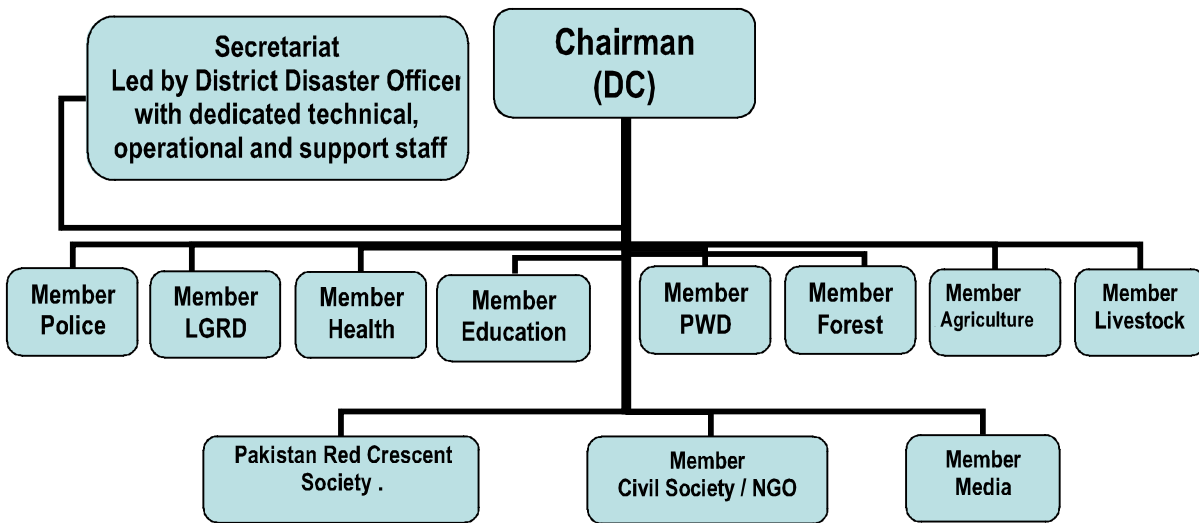 Secretariat
Led by District Disaster Officer
with dedicated technical,
operational and support staff
Chairman
(DC)
Member
Police
Member
LGRD
Member
Health
Member
Education
Member
PWD
Member
Forest
Member
Agriculture
Member
Livestock
Pakistan Red Crescent
Society .
Member
Civil Society / NGO
Member
Media